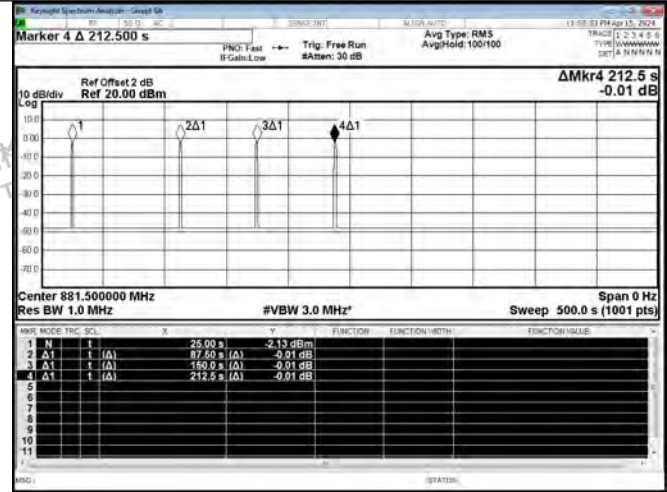 Keysight Spectrum Analyzer - Swept SA
RF 50 Ω AC SENSE:INT ALIGN AUTO 11:08:33 PM Apr 15, 2024
Marker 4 Δ 212.500 s
PNO: Fast
IFGain:Low
Trig: Free Run
#Atten: 30 dB
Avg Type: RMS
Avg|Hold: 100/100
TRACE 1 2 3 4 5 6
TYPE WWWWWW
DET A N N N N N
ΔMkr4 212.5 s
-0.01 dB
Ref Offset 2 dB
10 dB/div Ref 20.00 dBm
Log
10.0
0.00
-10.0
-20.0
-30.0
-40.0
-50.0
-60.0
-70.0
1 2Δ1 3Δ1 4Δ1
Center 881.500000 MHz Span 0 Hz
Res BW 1.0 MHz #VBW 3.0 MHz* Sweep 500.0 s (1001 pts)
MKR MODE TRC SCL X Y FUNCTION FUNCTION WIDTH FUNCTION VALUE
1 N t 25.00 s -2.13 dBm
2 Δ1 t (Δ) 87.50 s (Δ) -0.01 dB
3 Δ1 t (Δ) 150.0 s (Δ) -0.01 dB
4 Δ1 t (Δ) 212.5 s (Δ) -0.01 dB
5
6
7
8
9
10
11
MSG STATUS